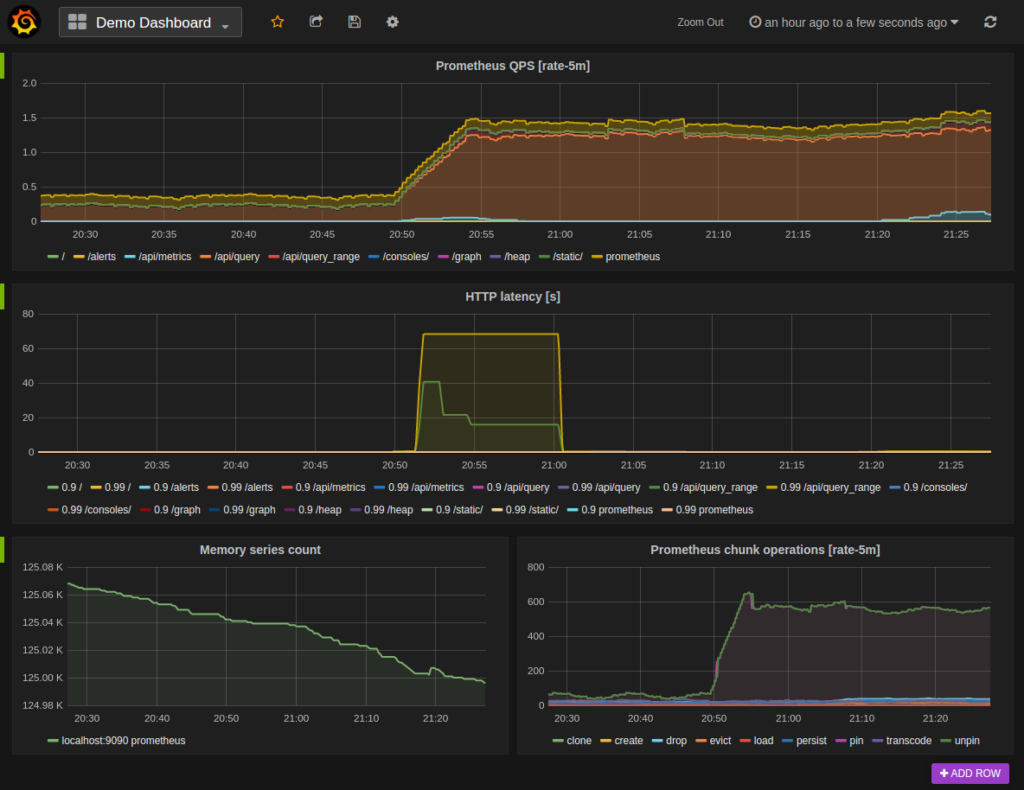 Demo Dashboard Zoom Out an hour ago to a few seconds ago
Prometheus QPS [rate-5m]
2.0
1.5
1.0
0.5
0
20:30 20:35 20:40 20:45 20:50 20:55 21:00 21:05 21:10 21:15 21:20 21:25
/ /alerts /api/metrics /api/query /api/query_range /consoles/ /graph /heap /static/ prometheus
HTTP latency [s]
80
60
40
20
0
20:30 20:35 20:40 20:45 20:50 20:55 21:00 21:05 21:10 21:15 21:20 21:25
0.9 / 0.99 / 0.9 /alerts 0.99 /alerts 0.9 /api/metrics 0.99 /api/metrics 0.9 /api/query 0.99 /api/query 0.9 /api/query_range 0.99 /api/query_range 0.9 /consoles/
0.99 /consoles/ 0.9 /graph 0.99 /graph 0.9 /heap 0.99 /heap 0.9 /static/ 0.99 /static/ 0.9 prometheus 0.99 prometheus
Memory series count
125.08 K
125.06 K
125.04 K
125.02 K
125.00 K
124.98 K
20:30 20:40 20:50 21:00 21:10 21:20
localhost:9090 prometheus
Prometheus chunk operations [rate-5m]
800
600
400
200
0
20:30 20:40 20:50 21:00 21:10 21:20
clone create drop evict load persist pin transcode unpin
ADD ROW